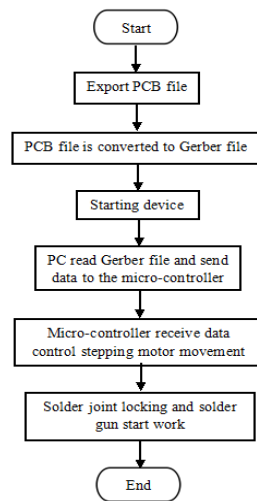 Start
Export PCB file
PCB file is converted to Gerber file
Starting device
PC read Gerber file and send
data to the micro-controller
Micro-controller receive data
control stepping motor movement
Solder joint locking and solder
gun start work
End